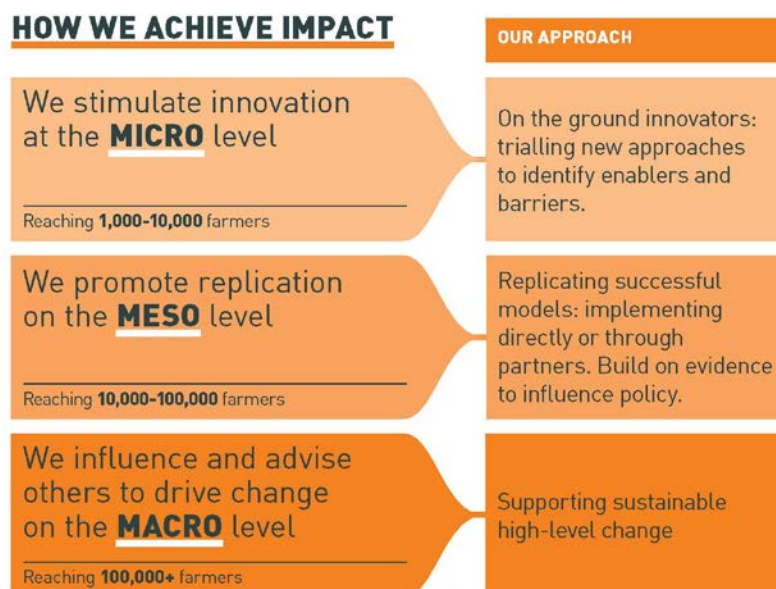 HOW WE ACHIEVE IMPACT
OUR APPROACH
We stimulate innovation
at the MICRO level
Reaching 1,000-10,000 farmers
On the ground innovators:
trialling new approaches
to identify enablers and
barriers.
We promote replication
on the MESO level
Reaching 10,000-100,000 farmers
Replicating successful
models: implementing
directly or through
partners. Build on evidence
to influence policy.
We influence and advise
others to drive change
on the MACRO level
Reaching 100,000+ farmers
Supporting sustainable
high-level change